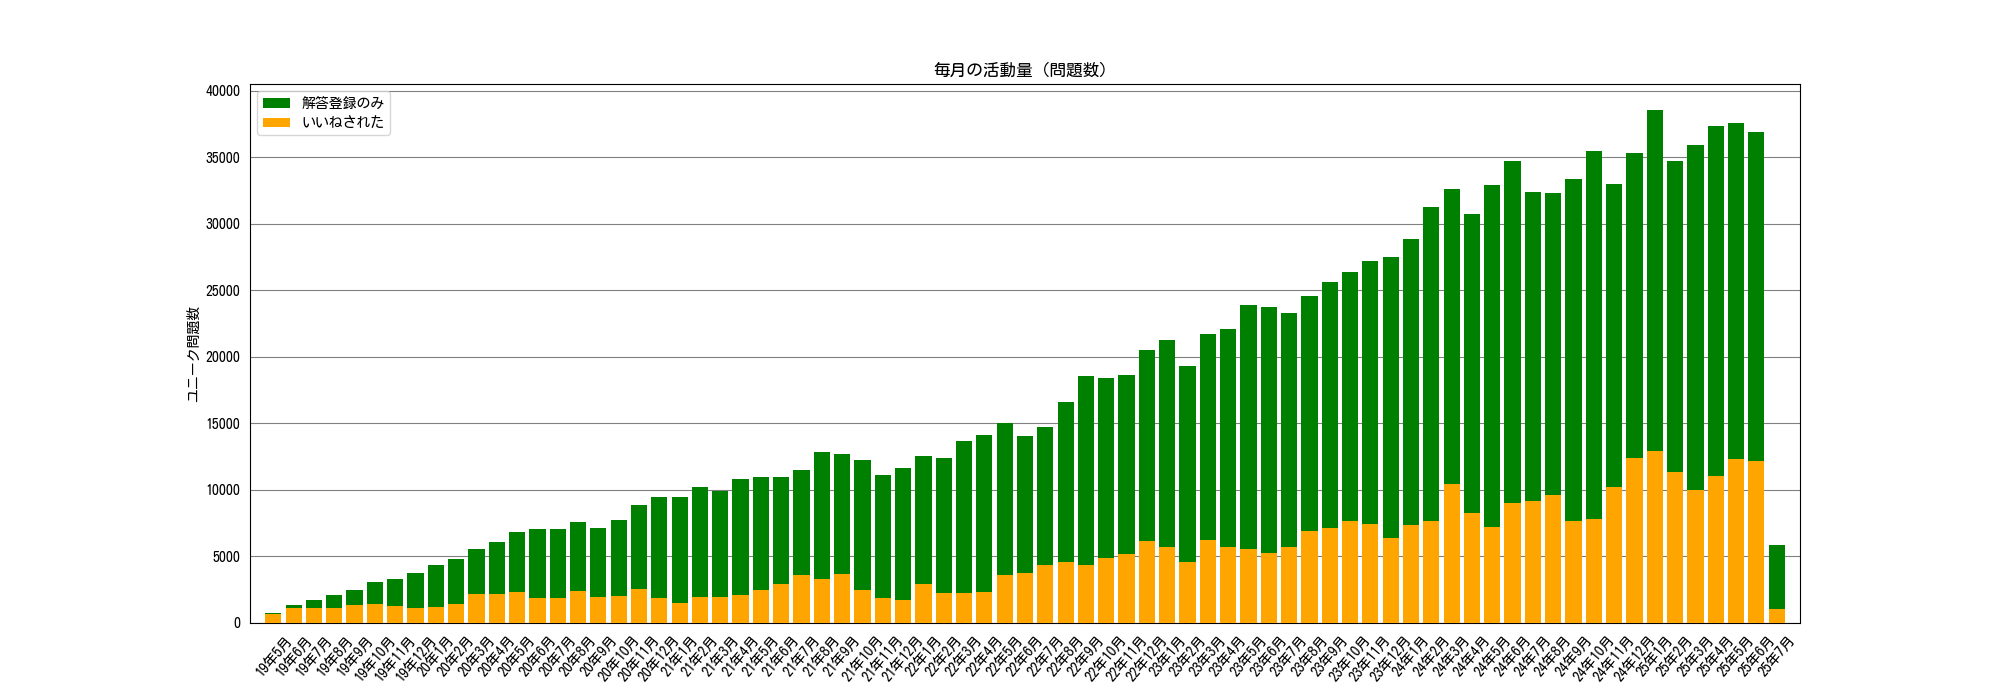 毎月の活動量（問題数）
解答登録のみ
いいねされた
ユニーク問題数
40000
35000
30000
25000
20000
15000
10000
5000
0
19年5月
19年6月
19年7月
19年8月
19年9月
19年10月
19年11月
19年12月
20年1月
20年2月
20年3月
20年4月
20年5月
20年6月
20年7月
20年8月
20年9月
20年10月
20年11月
20年12月
21年1月
21年2月
21年3月
21年4月
21年5月
21年6月
21年7月
21年8月
21年9月
21年10月
21年11月
21年12月
22年1月
22年2月
22年3月
22年4月
22年5月
22年6月
22年7月
22年8月
22年9月
22年10月
22年11月
22年12月
23年1月
23年2月
23年3月
23年4月
23年5月
23年6月
23年7月
23年8月
23年9月
23年10月
23年11月
23年12月
24年1月
24年2月
24年3月
24年4月
24年5月
24年6月
24年7月
24年8月
24年9月
24年10月
24年11月
24年12月
25年1月
25年2月
25年3月
25年4月
25年5月
25年6月
25年7月